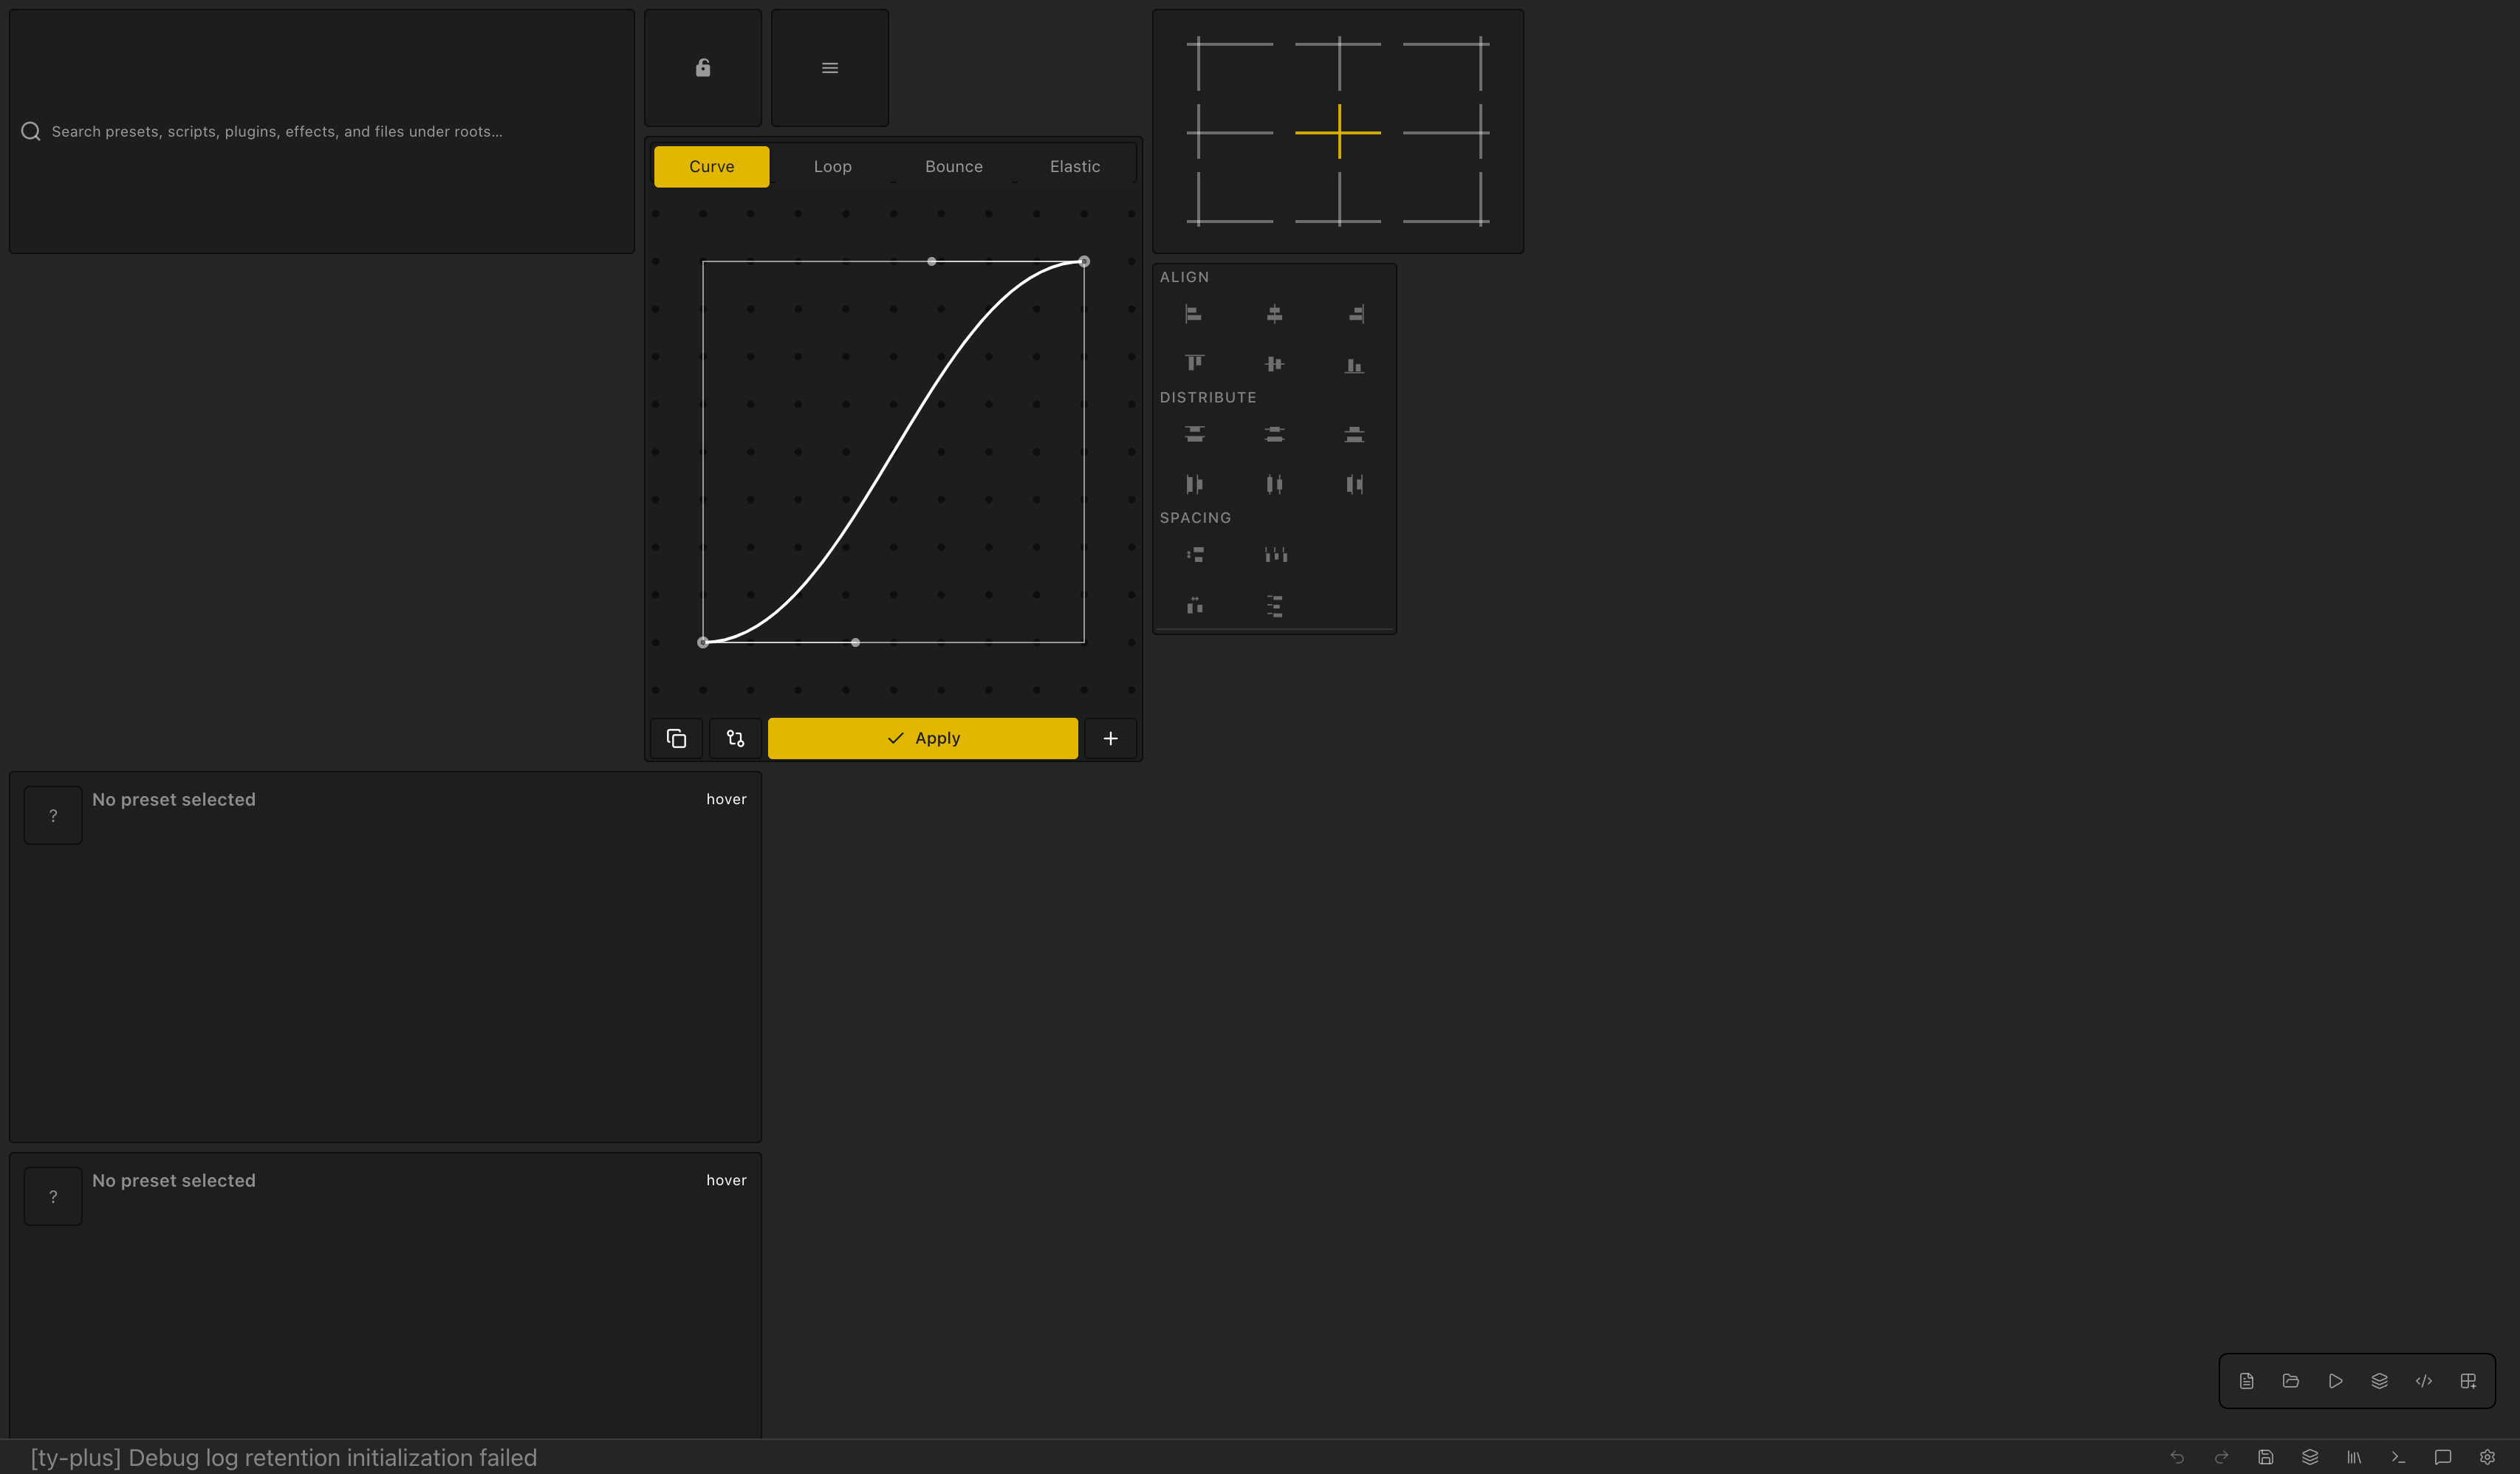 Search presets, scripts, plugins, effects, and files under roots...
Curve
Loop
Bounce
Elastic
ALIGN
DISTRIBUTE
SPACING
Apply
?
No preset selected
hover
?
No preset selected
hover
[ty-plus] Debug log retention initialization failed